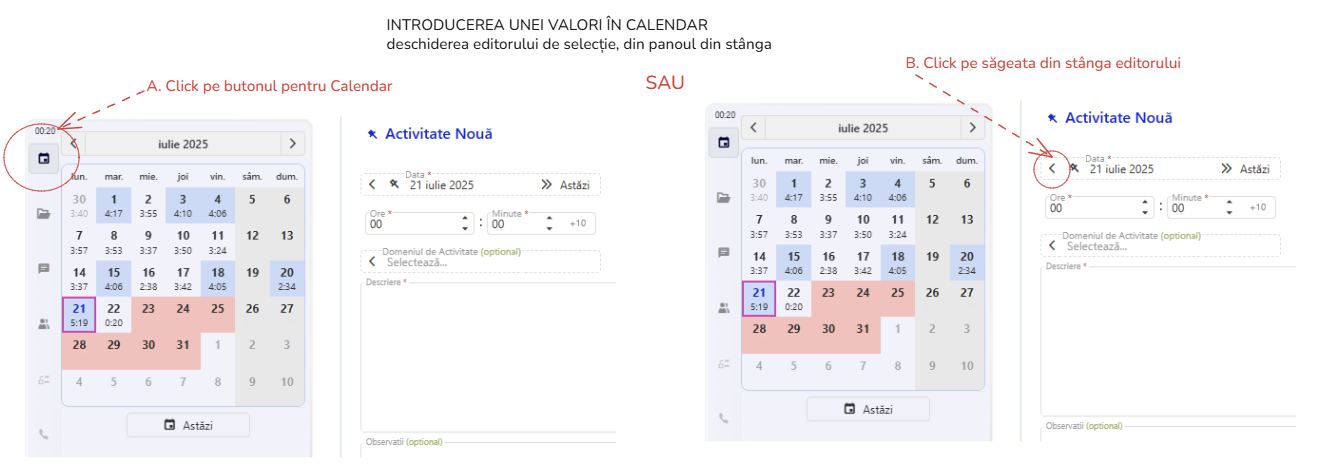 INTRODUCEREA UNEI VALORI ÎN CALENDAR
deschiderea editorului de selecție, din panoul din stânga
A. Click pe butonul pentru Calendar
SAU
B. Click pe săgeata din stânga editorului
00:20
iulie 2025
lun. mar. mie. joi vin. sâm. dum.
30 1 2 3 4 5 6
3:40 4:17 3:55 4:10 4:06
7 8 9 10 11 12 13
3:57 3:53 3:37 3:50 3:24
14 15 16 17 18 19 20
3:37 4:06 2:38 3:42 4:05 2:34
21 22 23 24 25 26 27
5:19 0:20
28 29 30 31 1 2 3
4 5 6 7 8 9 10
Astăzi
Activitate Nouă
Data *
21 iulie 2025 Astăzi
Ore * Minute *
00 : 00 +10
Domeniul de Activitate (optional)
Selectează...
Descriere *
Observatii (optional)
00:20
iulie 2025
lun. mar. mie. joi vin. sâm. dum.
30 1 2 3 4 5 6
3:40 4:17 3:55 4:10 4:06
7 8 9 10 11 12 13
3:57 3:53 3:37 3:50 3:24
14 15 16 17 18 19 20
3:37 4:06 2:38 3:42 4:05 2:34
21 22 23 24 25 26 27
5:19 0:20
28 29 30 31 1 2 3
4 5 6 7 8 9 10
Astăzi
Activitate Nouă
Data *
21 iulie 2025 Astăzi
Ore * Minute *
00 : 00 +10
Domeniul de Activitate (optional)
Selectează...
Descriere *
Observatii (optional)